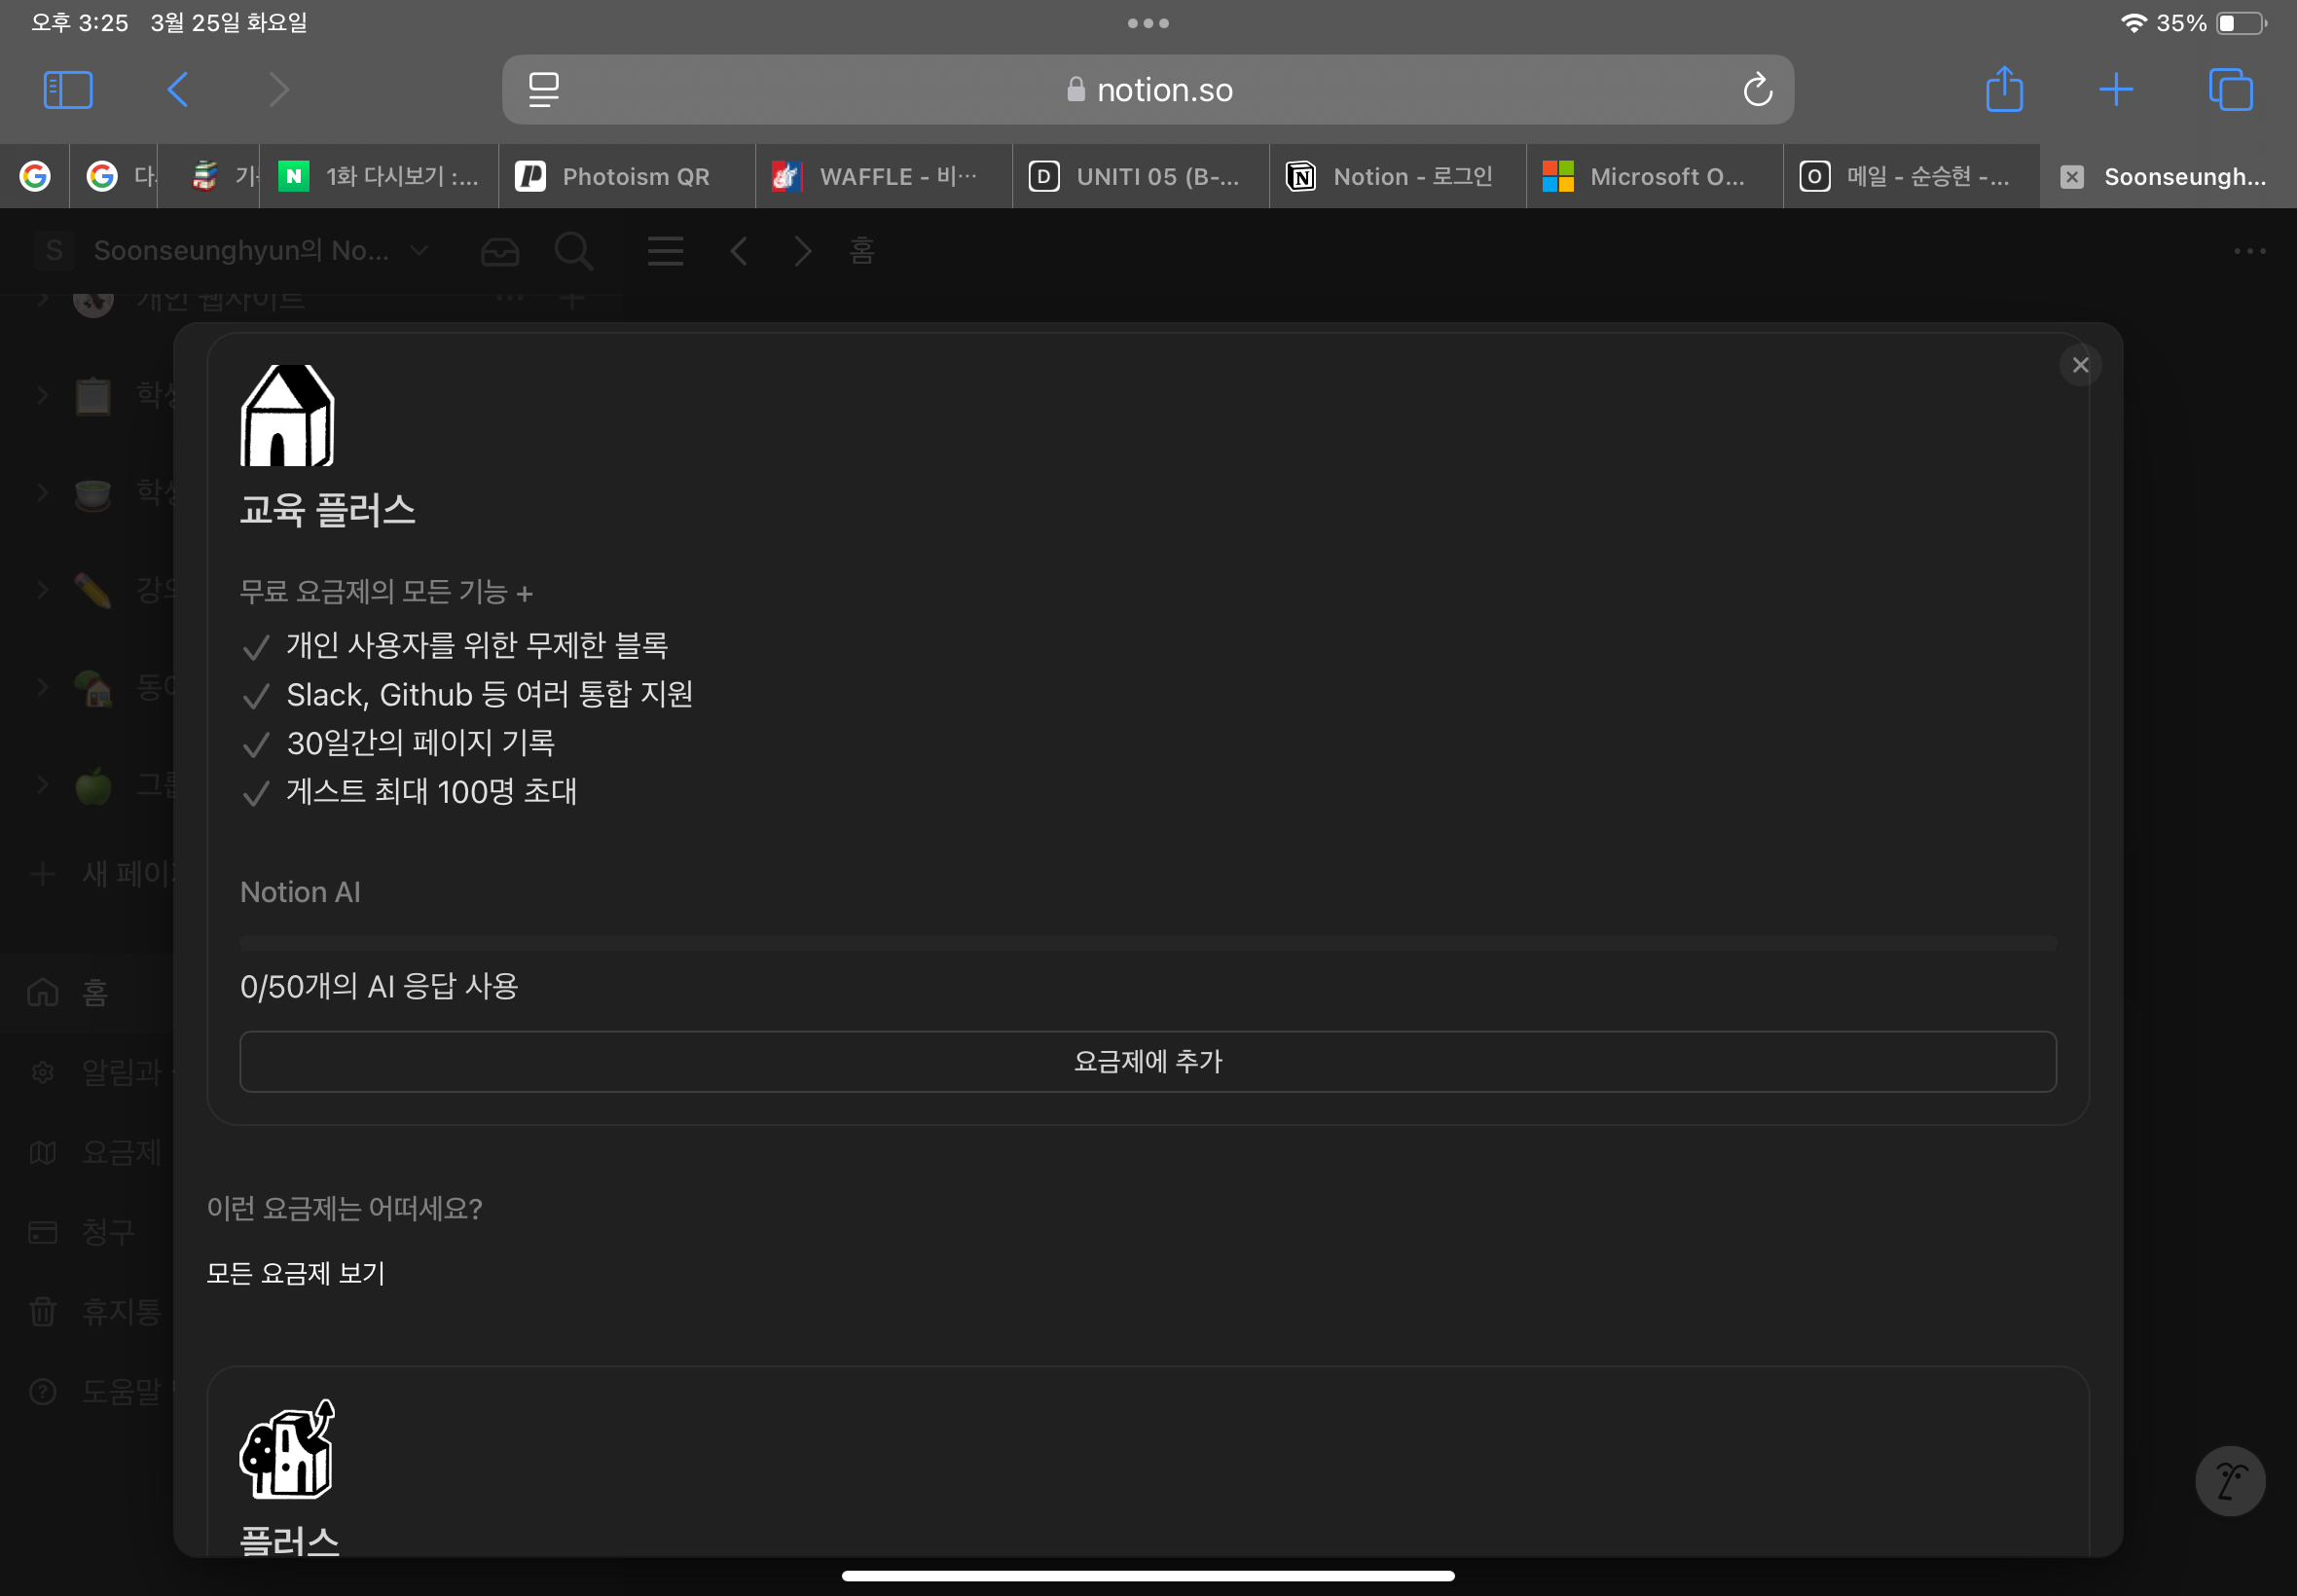 오후 3:25 3월 25일 화요일
35%
notion.so
다.
기
1화 다시보기 :...
Photoism QR
WAFFLE - 비...
UNITI 05 (B-...
Notion - 로그인
Microsoft O...
메일 - 순승현 -...
Soonseungh...
S Soonseunghyun의 No...
홈
개인 웹사이트
교육 플러스
무료 요금제의 모든 기능 +
개인 사용자를 위한 무제한 블록
Slack, Github 등 여러 통합 지원
30일간의 페이지 기록
게스트 최대 100명 초대
새 페이
Notion AI
0/50개의 AI 응답 사용
홈
요금제에 추가
알림과
요금제
이런 요금제는 어떠세요?
청구
모든 요금제 보기
휴지통
도움말
플러스